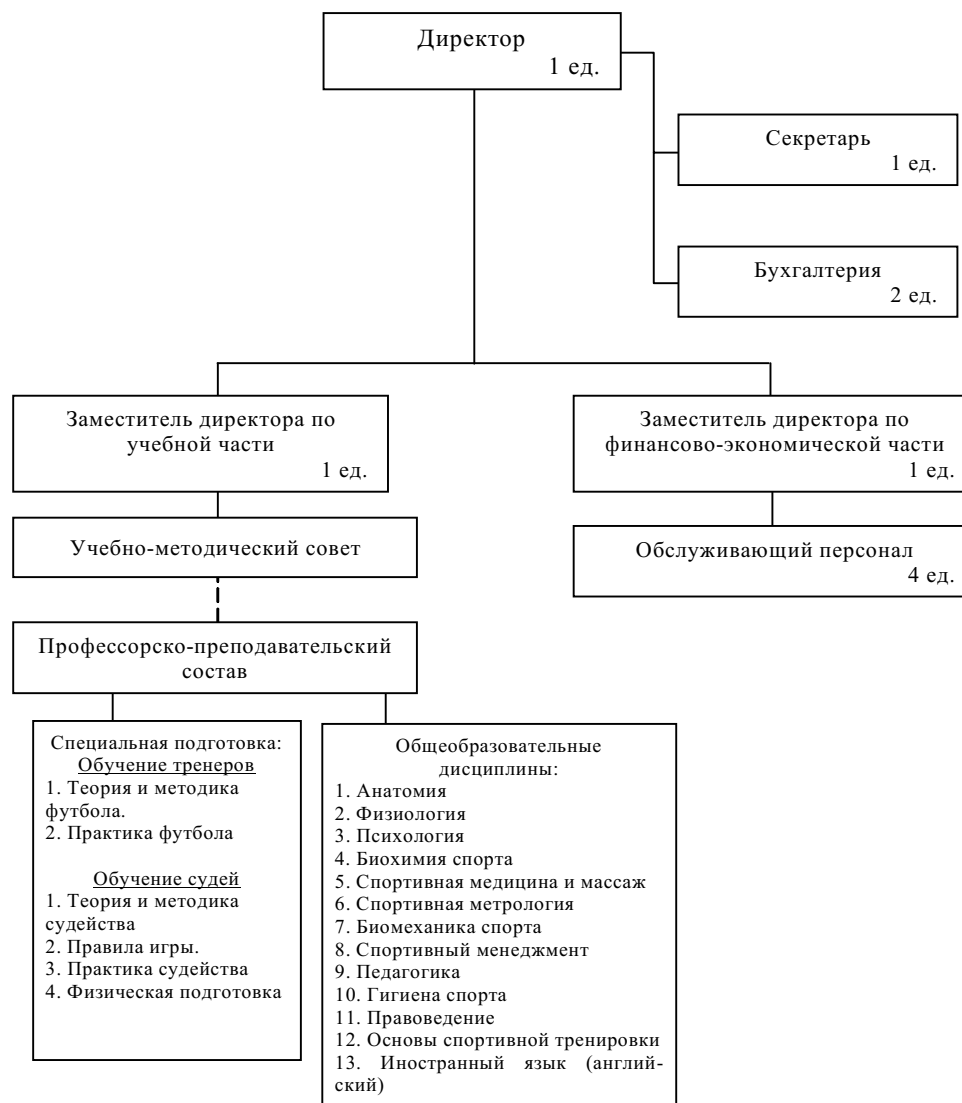 Директор
1 ед.
Секретарь
1 ед.
Бухгалтерия
2 ед.
Заместитель директора по
учебной части
1 ед.
Заместитель директора по
финансово-экономической части
1 ед.
Учебно-методический совет
Обслуживающий персонал
4 ед.
Профессорско-преподавательский
состав
Специальная подготовка:
Обучение тренеров
1. Теория и методика
футбола.
2. Практика футбола
Обучение судей
1. Теория и методика
судейства
2. Правила игры.
3. Практика судейства
4. Физическая подготовка
Общеобразовательные
дисциплины:
1. Анатомия
2. Физиология
3. Психология
4. Биохимия спорта
5. Спортивная медицина и массаж
6. Спортивная метрология
7. Биомеханика спорта
8. Спортивный менеджмент
9. Педагогика
10. Гигиена спорта
11. Правоведение
12. Основы спортивной тренировки
13. Иностранный язык (англий-
ский)